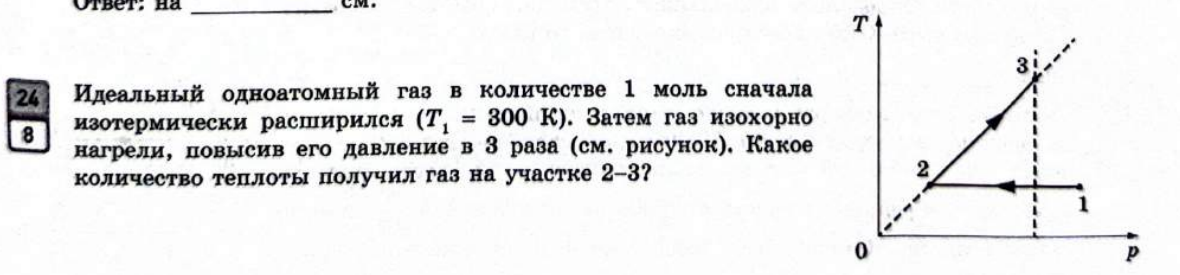 Ответ: на ____________ см.
24
8
Идеальный одноатомный газ в количестве 1 моль сначала
изотермически расширился (T₁ = 300 К). Затем газ изохорно
нагрели, повысив его давление в 3 раза (см. рисунок). Какое
количество теплоты получил газ на участке 2–3?
T
3
2
1
0
p